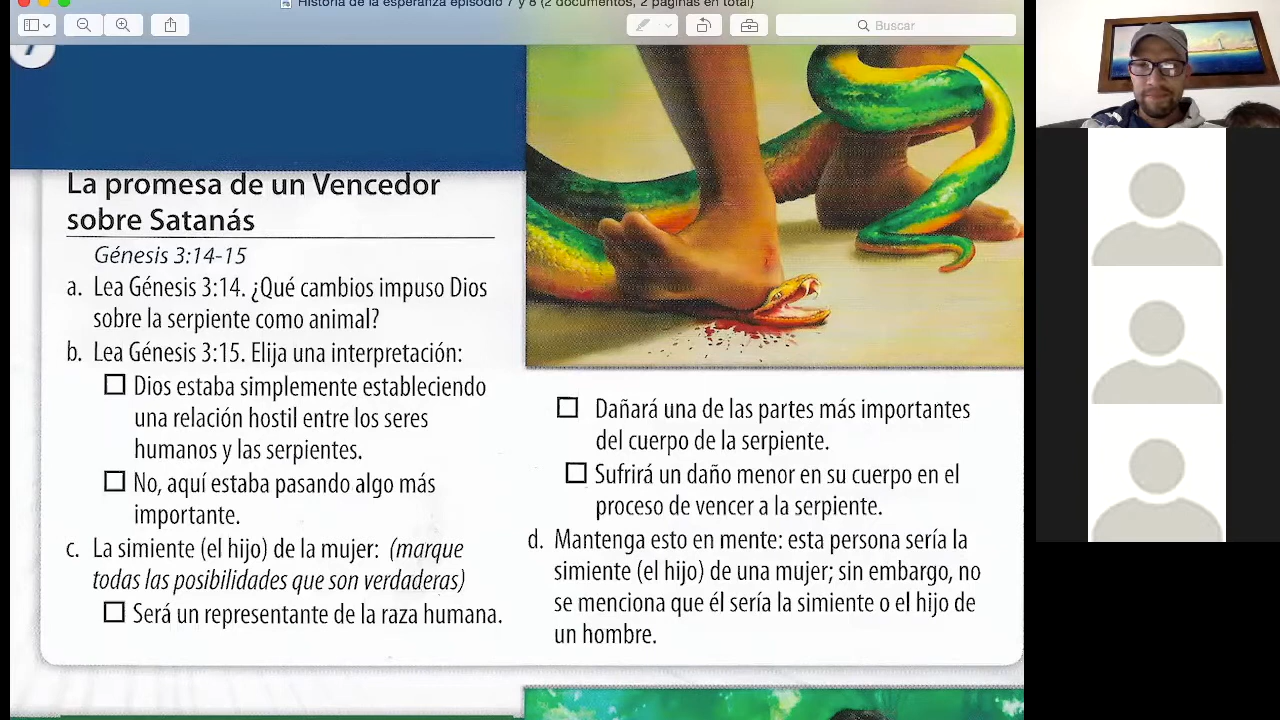 Historia de la esperanza episodio 7 y 8 (2 documentos, 2 páginas en total)
Buscar
7
La promesa de un Vencedor
sobre Satanás
Génesis 3:14-15
a. Lea Génesis 3:14. ¿Qué cambios impuso Dios
sobre la serpiente como animal?
b. Lea Génesis 3:15. Elija una interpretación:
Dios estaba simplemente estableciendo
una relación hostil entre los seres
humanos y las serpientes.
No, aquí estaba pasando algo más
importante.
c. La simiente (el hijo) de la mujer: (marque
todas las posibilidades que son verdaderas)
Será un representante de la raza humana.
Dañará una de las partes más importantes
del cuerpo de la serpiente.
Sufrirá un daño menor en su cuerpo en el
proceso de vencer a la serpiente.
d. Mantenga esto en mente: esta persona sería la
simiente (el hijo) de una mujer; sin embargo, no
se menciona que él sería la simiente o el hijo de
un hombre.